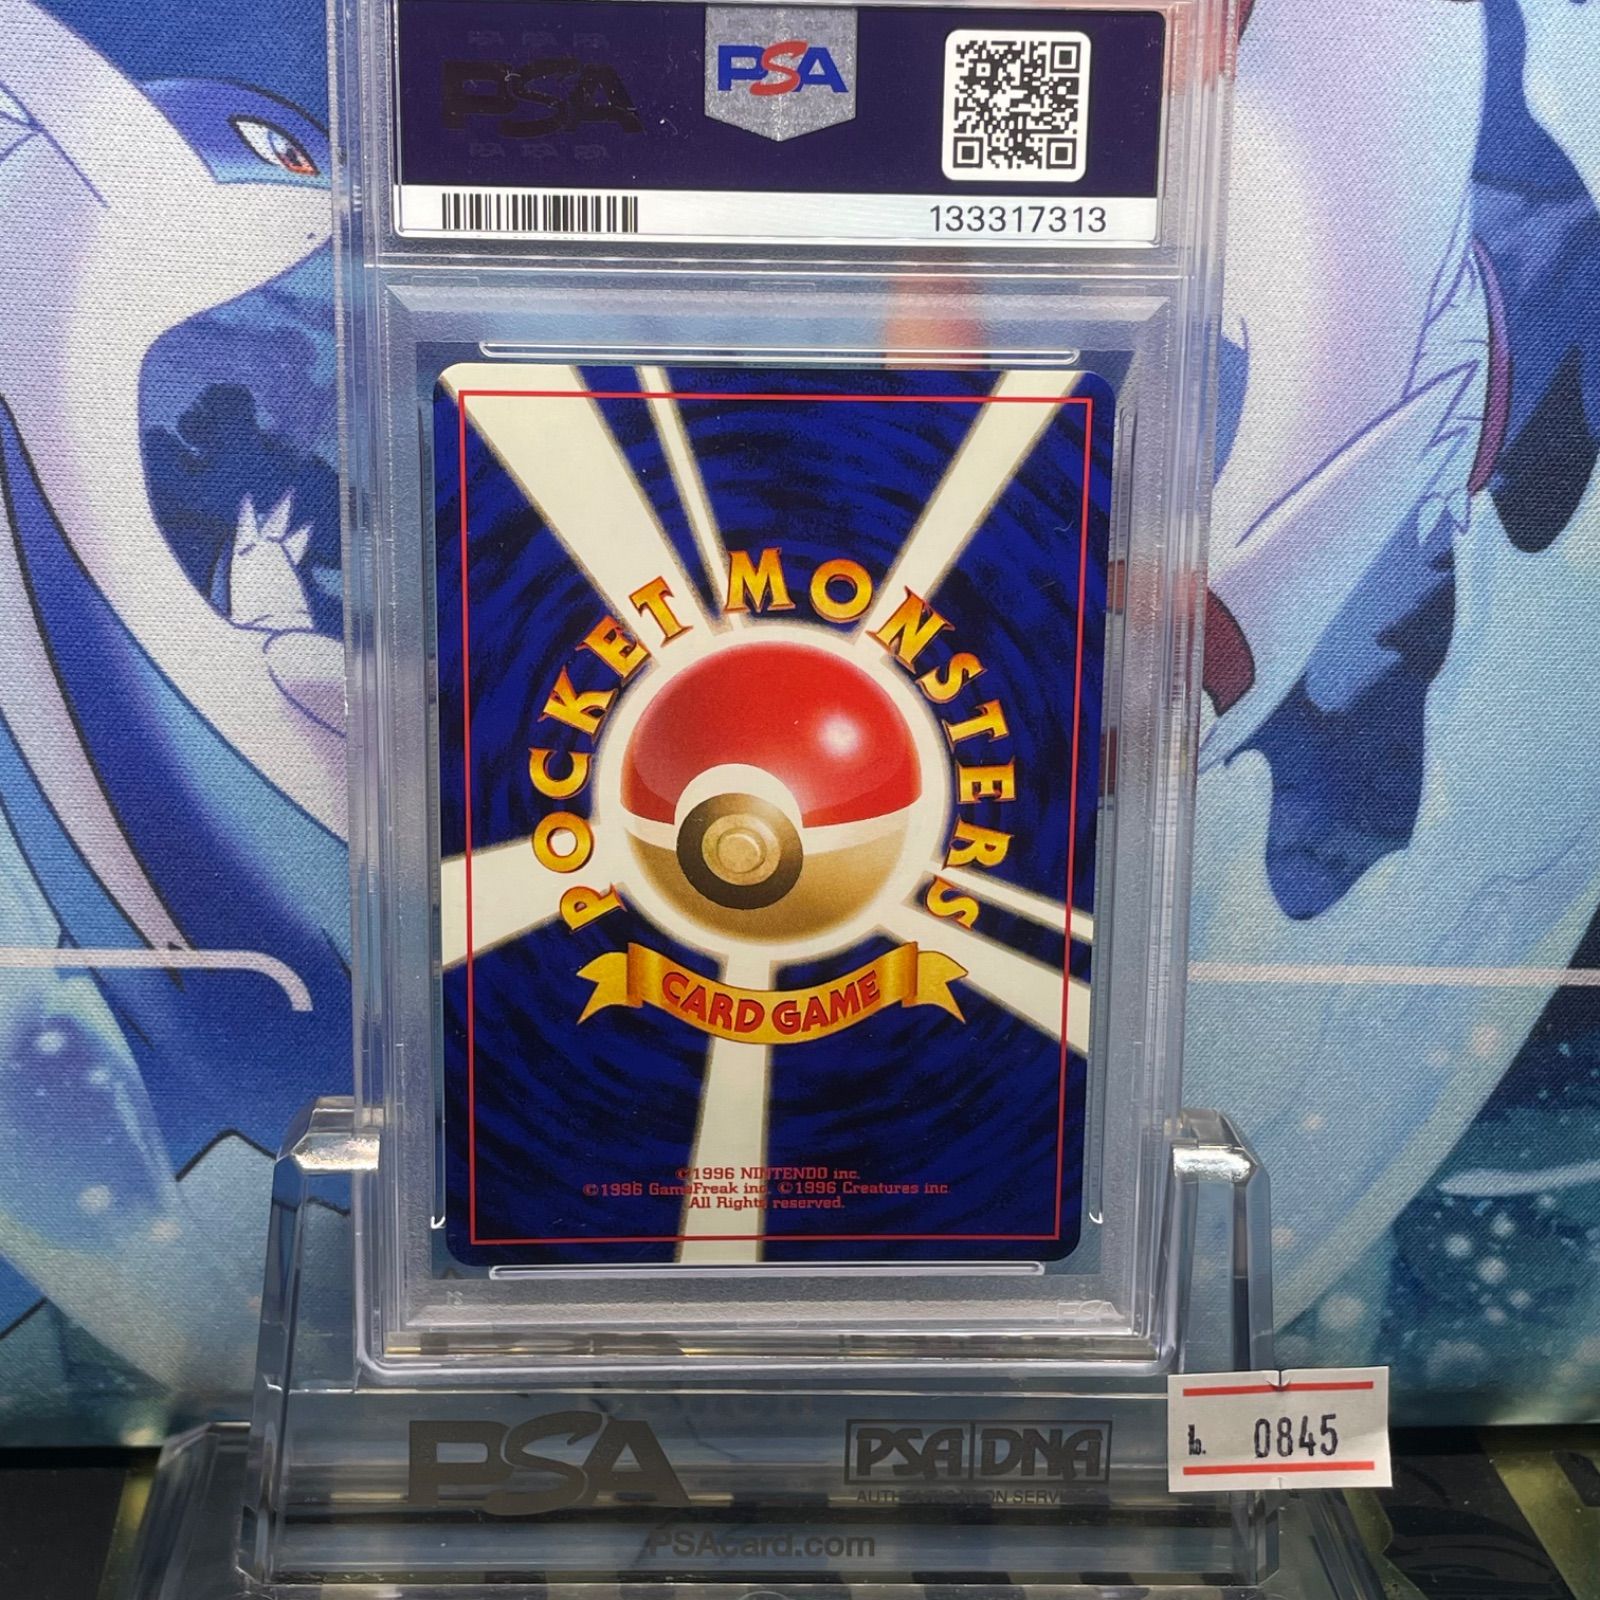 PSA
PSA
133317313
POCKET MONSTERS
CARD GAME
©1996 NINTENDO inc.
©1996 GameFreak inc. ©1996 Creatures inc.
All Rights reserved.
PSA
PSA
PSA DNA
PSAcard.com
b. 0845